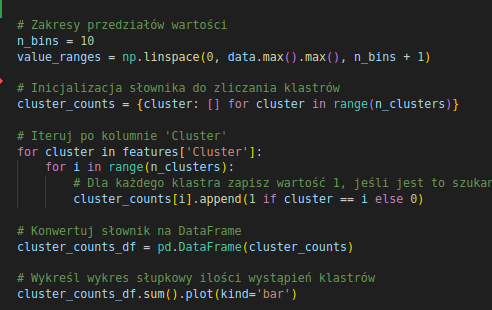 # Zakresy przedziałów wartości
n_bins = 10
value_ranges = np.linspace(0, data.max().max(), n_bins + 1)
# Inicjalizacja słownika do zliczania klastrów
cluster_counts = {cluster: [] for cluster in range(n_clusters)}
# Iteruj po kolumnie 'Cluster'
for cluster in features['Cluster']:
for i in range(n_clusters):
# Dla każdego klastra zapisz wartość 1, jeśli jest to szukan
cluster_counts[i].append(1 if cluster == i else 0)
# Konwertuj słownik na DataFrame
cluster_counts_df = pd.DataFrame(cluster_counts)
# Wykreśl wykres słupkowy ilości wystąpień klastrów
cluster_counts_df.sum().plot(kind='bar')